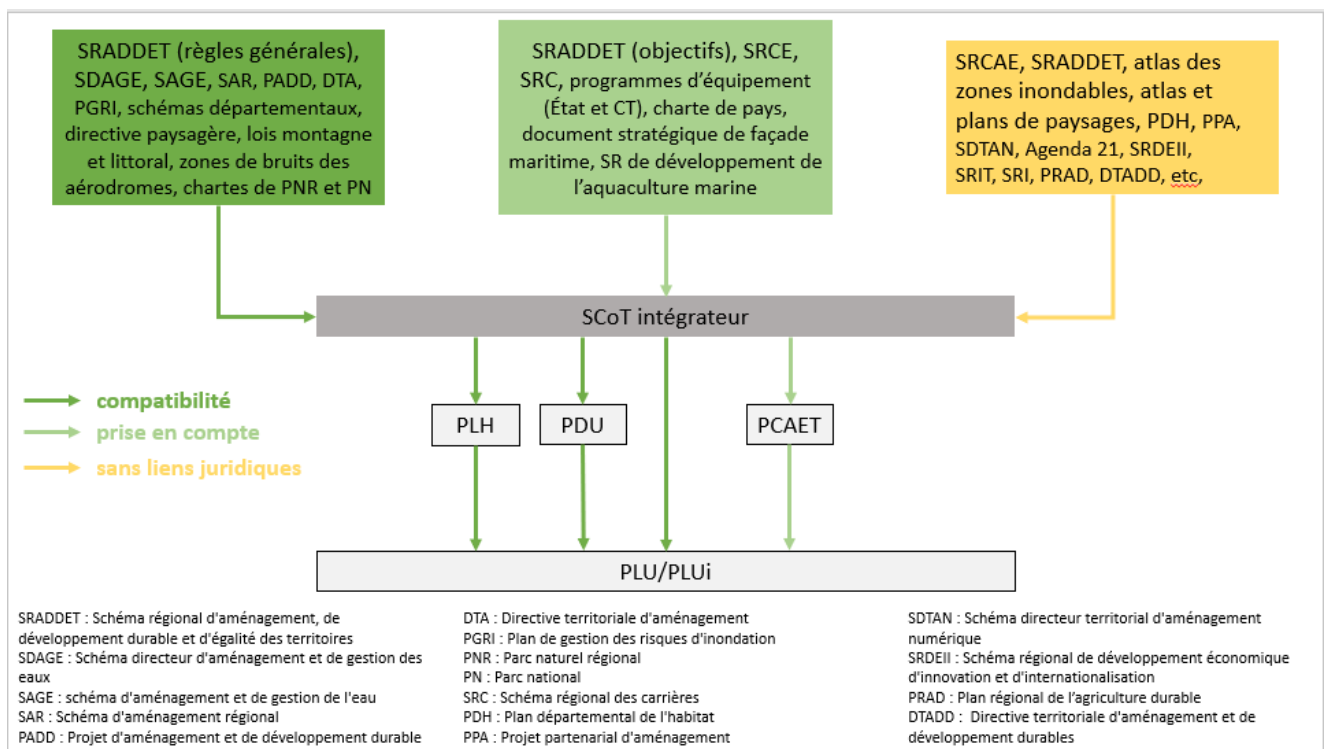 SRADDET (règles générales),
SDAGE, SAGE, SAR, PADD, DTA,
PGRI, schémas départementaux,
directive paysagère, lois montagne
et littoral, zones de bruits des
aérodromes, chartes de PNR et PN
SRADDET (objectifs), SRCE,
SRC, programmes d'équipement
(État et CT), charte de pays,
document stratégique de façade
maritime, SR de développement de
l'aquaculture marine
SRCAE, SRADDET, atlas des
zones inondables, atlas et
plans de paysages, PDH, PPA,
SDTAN, Agenda 21, SRDEII,
SRIT, SRI, PRAD, DTADD, etc,
SCoT intégrateur
compatibilité
prise en compte
sans liens juridiques
PLH
PDU
PCAET
PLU/PLUi
SRADDET : Schéma régional d'aménagement, de
développement durable et d'égalité des territoires
SDAGE : Schéma directeur d'aménagement et de gestion des
eaux
SAGE : schéma d'aménagement et de gestion de l'eau
SAR : Schéma d'aménagement régional
PADD : Projet d'aménagement et de développement durable
DTA : Directive territoriale d'aménagement
PGRI : Plan de gestion des risques d'inondation
PNR : Parc naturel régional
PN : Parc national
SRC : Schéma régional des carrières
PDH : Plan départemental de l'habitat
PPA : Projet partenarial d'aménagement
SDTAN : Schéma directeur territorial d'aménagement
numérique
SRDEII : Schéma régional de développement économique
d'innovation et d'internationalisation
PRAD : Plan régional de l'agriculture durable
DTADD : Directive territoriale d'aménagement et de
développement durables